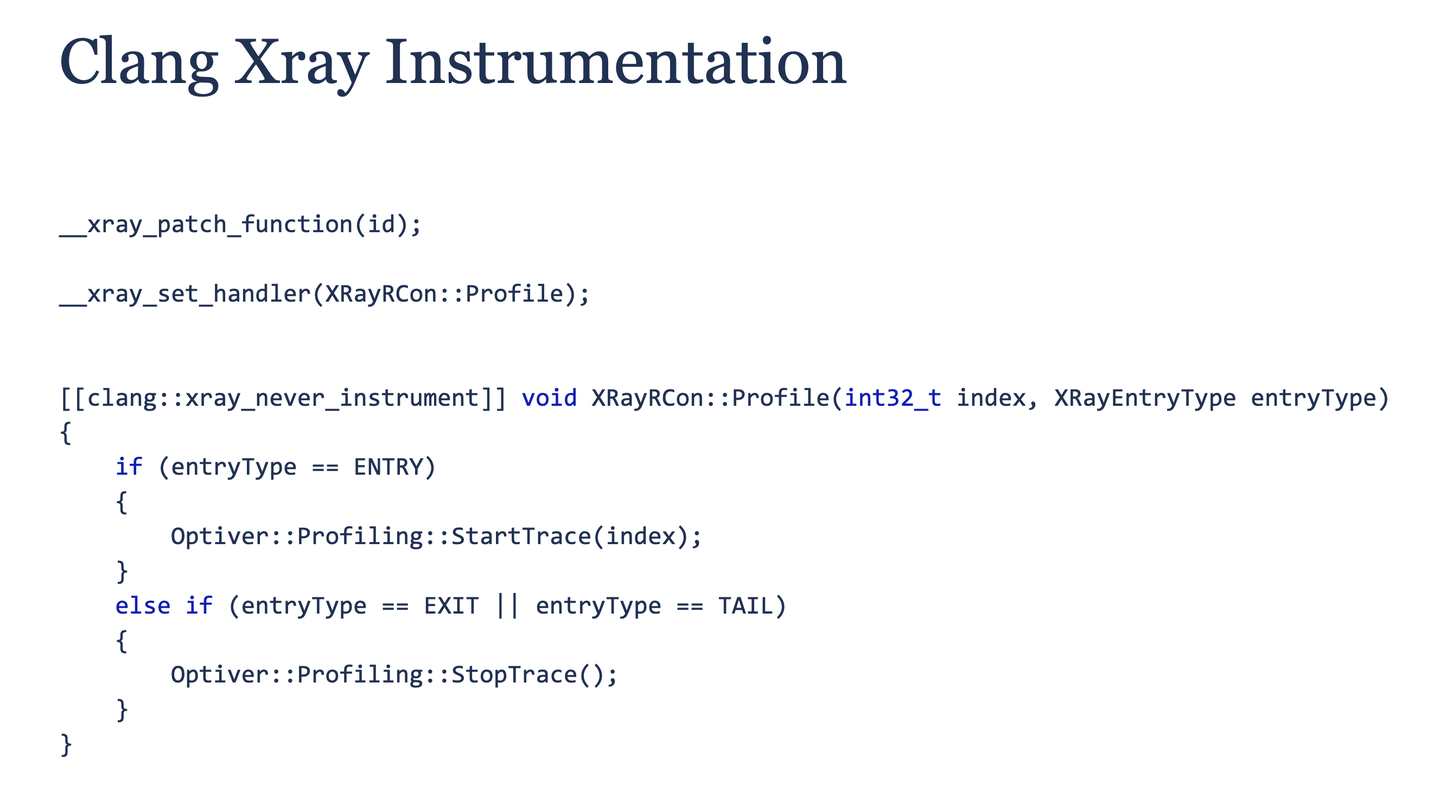 Clang Xray Instrumentation
__xray_patch_function(id);
__xray_set_handler(XRayRCon::Profile);
[[clang::xray_never_instrument]] void XRayRCon::Profile(int32_t index, XRayEntryType entryType)
{
    if (entryType == ENTRY)
    {
        Optiver::Profiling::StartTrace(index);
    }
    else if (entryType == EXIT || entryType == TAIL)
    {
        Optiver::Profiling::StopTrace();
    }
}